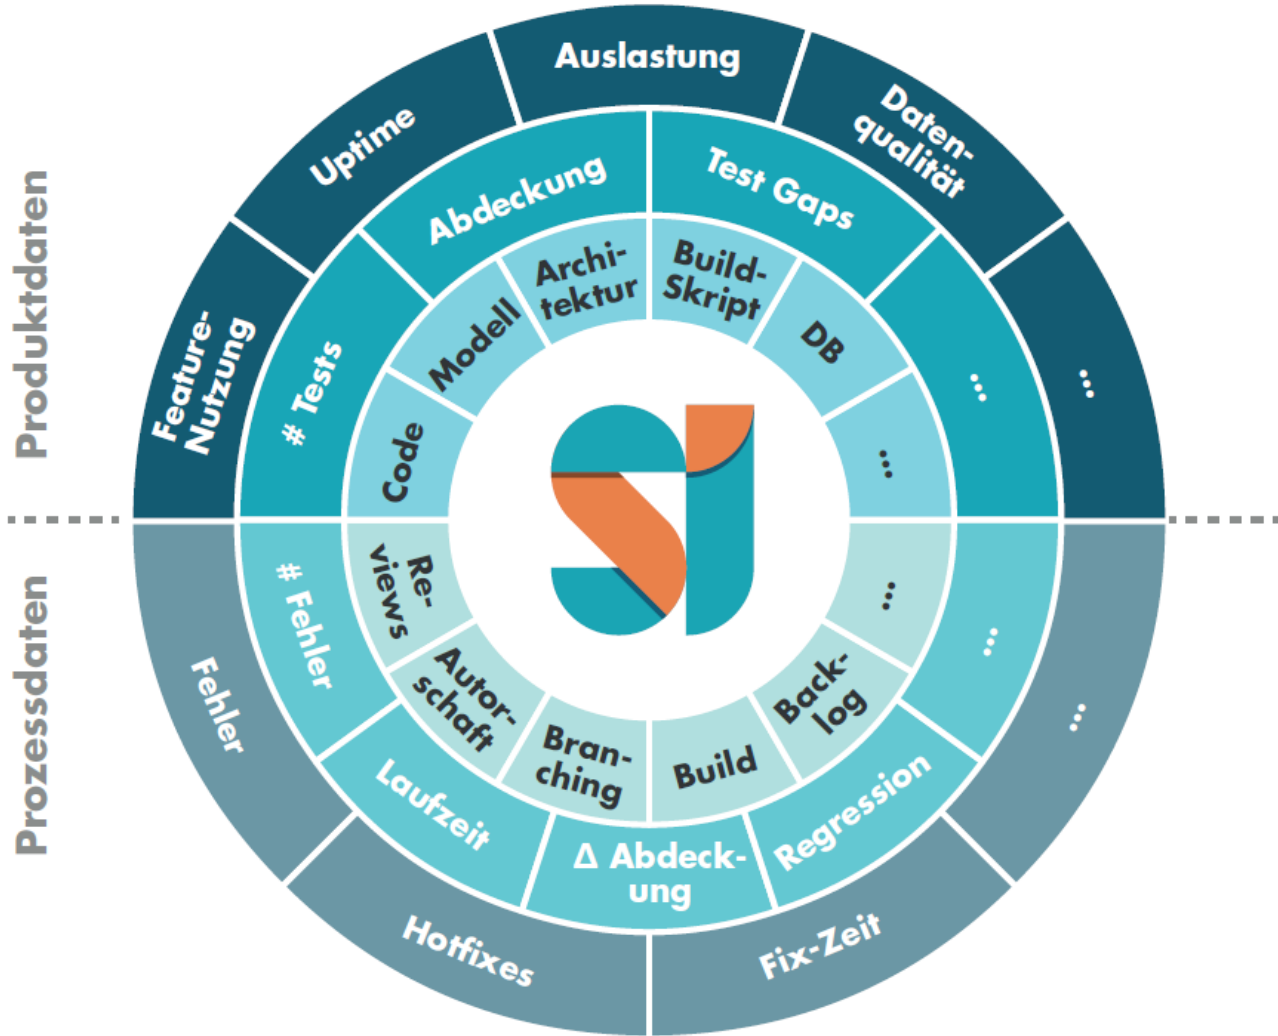 Produktdaten
Prozessdaten
Feature-
Nutzung
Uptime
Auslastung
Daten-
qualität
...
# Tests
Abdeckung
Test Gaps
...
Code
Modell
Archi-
tektur
Build-
Skript
DB
...
Re-
views
Autor-
schaft
Bran-
ching
Build
Back-
log
...
# Fehler
Laufzeit
Δ Abdeck-
ung
Regression
...
Fehler
Hotfixes
Fix-Zeit
...